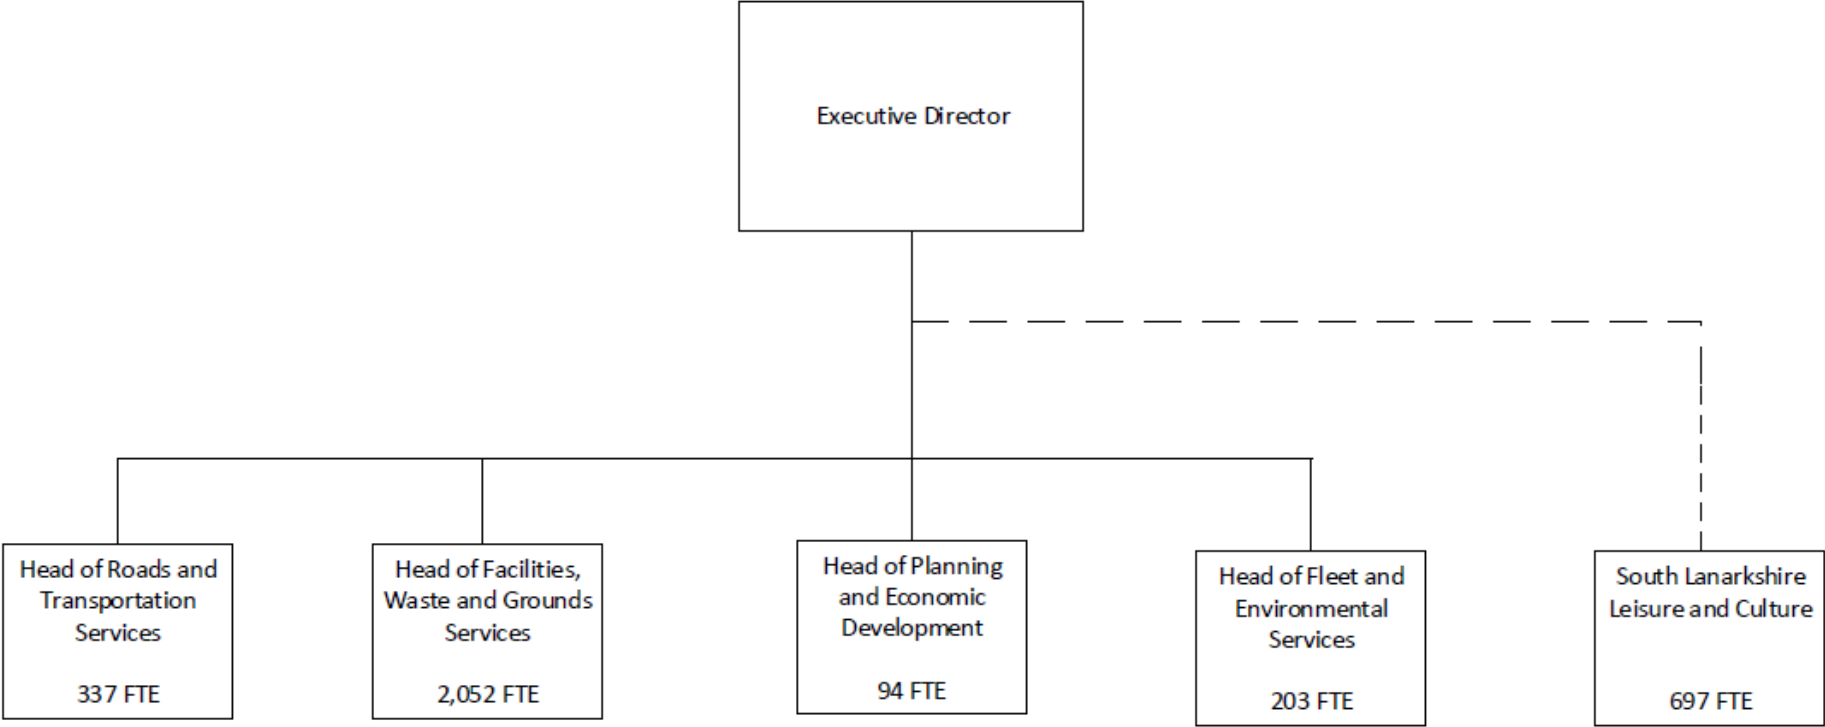 Executive Director
Head of Roads and
Transportation
Services
337 FTE
Head of Facilities,
Waste and Grounds
Services
2,052 FTE
Head of Planning
and Economic
Development
94 FTE
Head of Fleet and
Environmental
Services
203 FTE
South Lanarkshire
Leisure and Culture
697 FTE